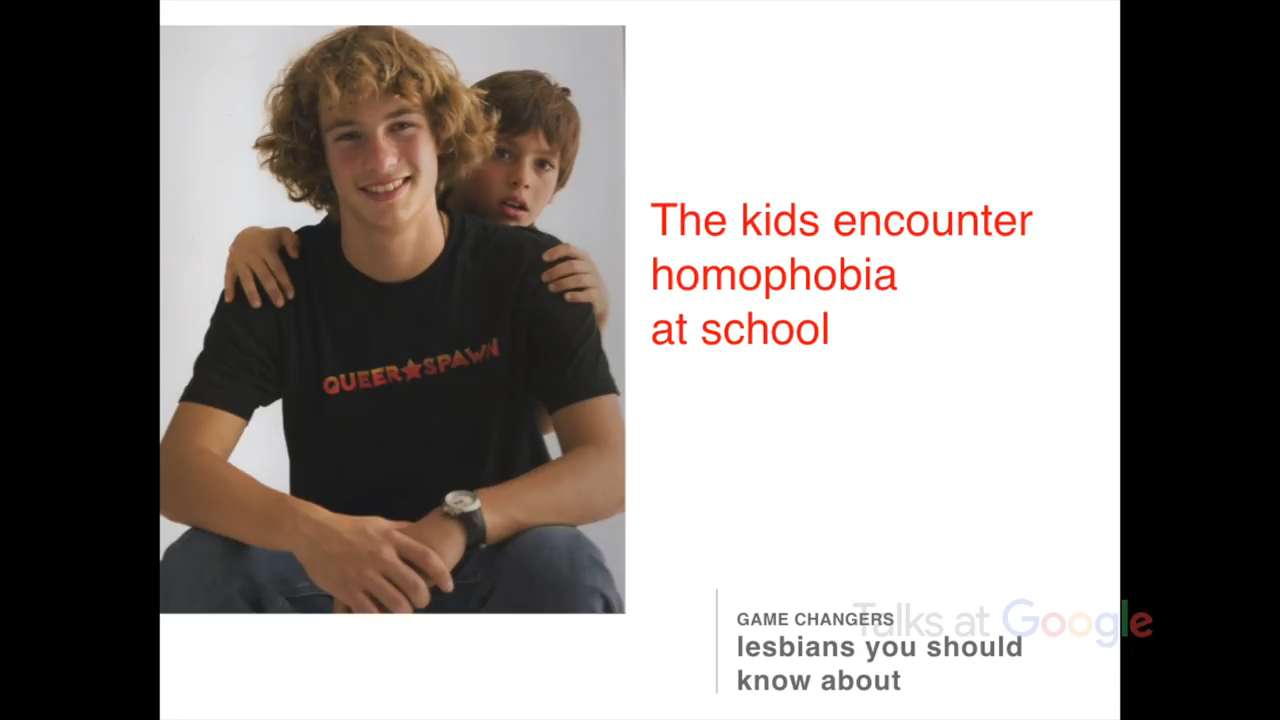 QUEER★SPAWN
The kids encounter
homophobia
at school
GAME CHANGERS
Talks at Google
lesbians you should
know about